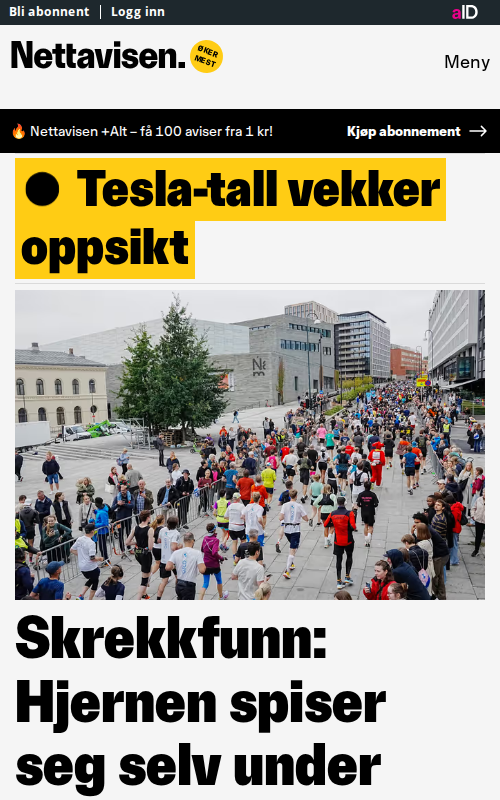 Bli abonnent | Logg inn
aID
Nettavisen.
ØKER
MEST
Meny
🔥 Nettavisen +Alt – få 100 aviser fra 1 kr!
Kjøp abonnement →
● Tesla-tall vekker
oppsikt
Skrekkfunn:
Hjernen spiser
seg selv under